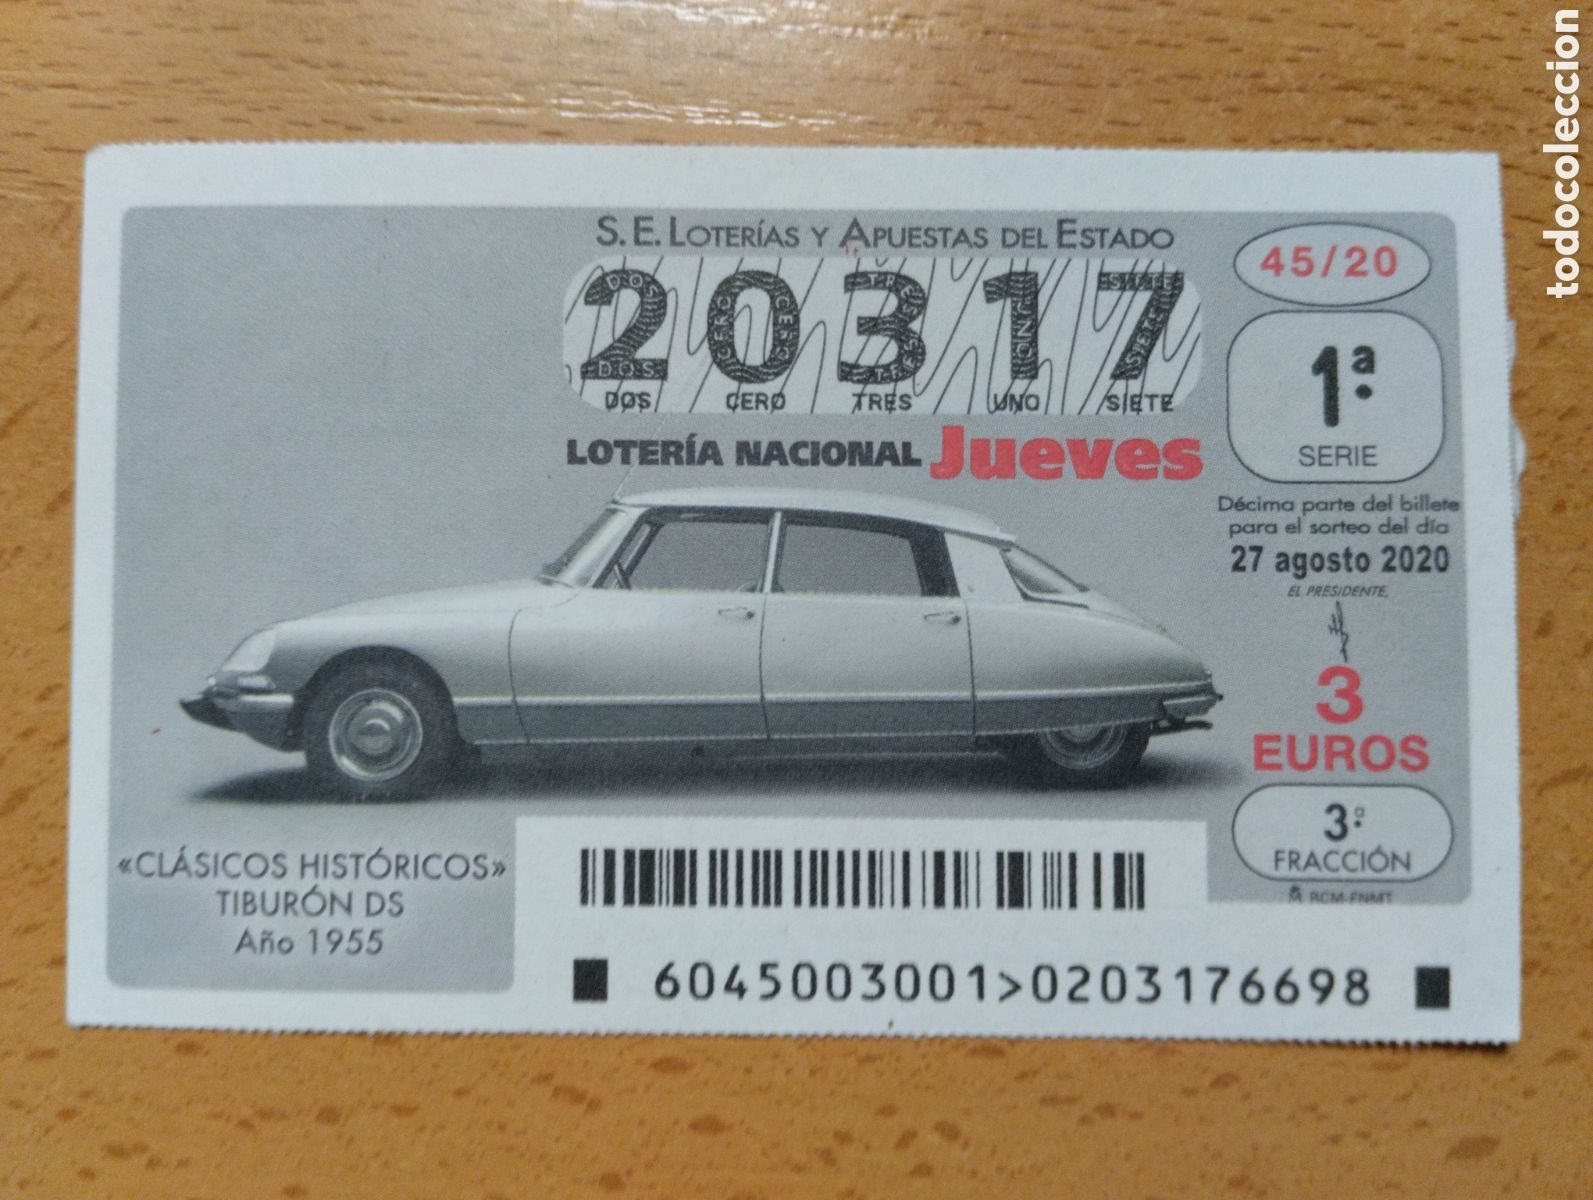 S.E. LOTERÍAS Y APUESTAS DEL ESTADO
20317
DOS CERO TRES UNO SIETE
LOTERÍA NACIONAL Jueves
45/20
1ª
SERIE
Décima parte del billete
para el sorteo del día
27 agosto 2020
EL PRESIDENTE,
3
EUROS
3ª
FRACCIÓN
RCM-FNMT
«CLÁSICOS HISTÓRICOS»
TIBURÓN DS
Año 1955
6045003001>0203176698
todocoleccion